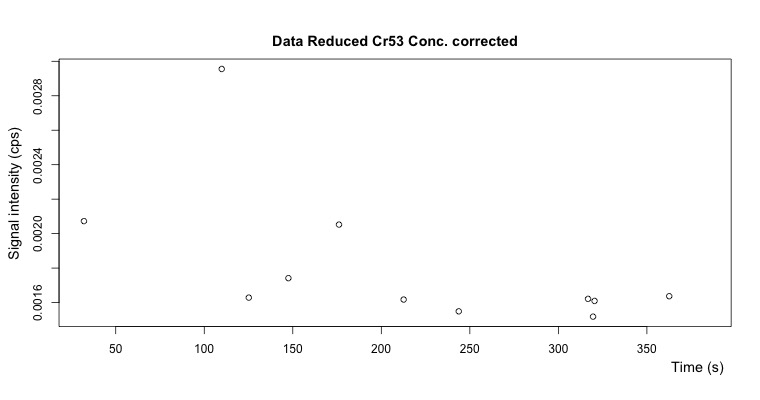 Data Reduced Cr53 Conc. corrected
Signal intensity (cps)
0.0028
0.0024
0.0020
0.0016
50 100 150 200 250 300 350
Time (s)